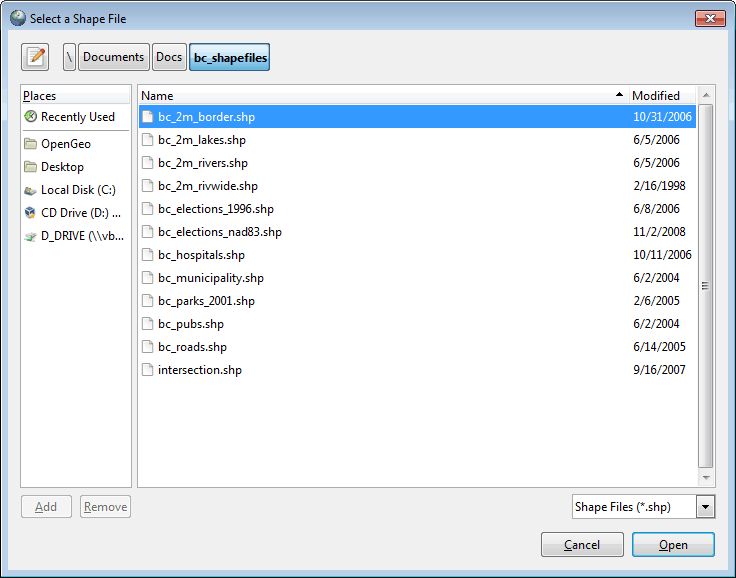 Select a Shape File
\ Documents Docs bc_shapefiles
Places
Recently Used
OpenGeo
Desktop
Local Disk (C:)
CD Drive (D:) ...
D_DRIVE (\\vb...
Name Modified
bc_2m_border.shp 10/31/2006
bc_2m_lakes.shp 6/5/2006
bc_2m_rivers.shp 6/5/2006
bc_2m_rivwide.shp 2/16/1998
bc_elections_1996.shp 6/8/2006
bc_elections_nad83.shp 11/2/2008
bc_hospitals.shp 10/11/2006
bc_municipality.shp 6/2/2004
bc_parks_2001.shp 2/6/2005
bc_pubs.shp 6/2/2004
bc_roads.shp 6/14/2005
intersection.shp 9/16/2007
Add Remove
Shape Files (*.shp)
Cancel Open